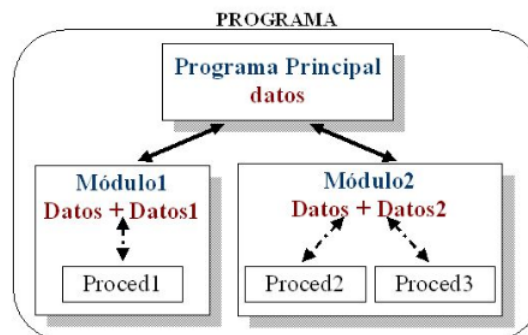 PROGRAMA
Programa Principal
datos
Módulo1
Datos + Datos1
Proced1
Módulo2
Datos + Datos2
Proced2
Proced3